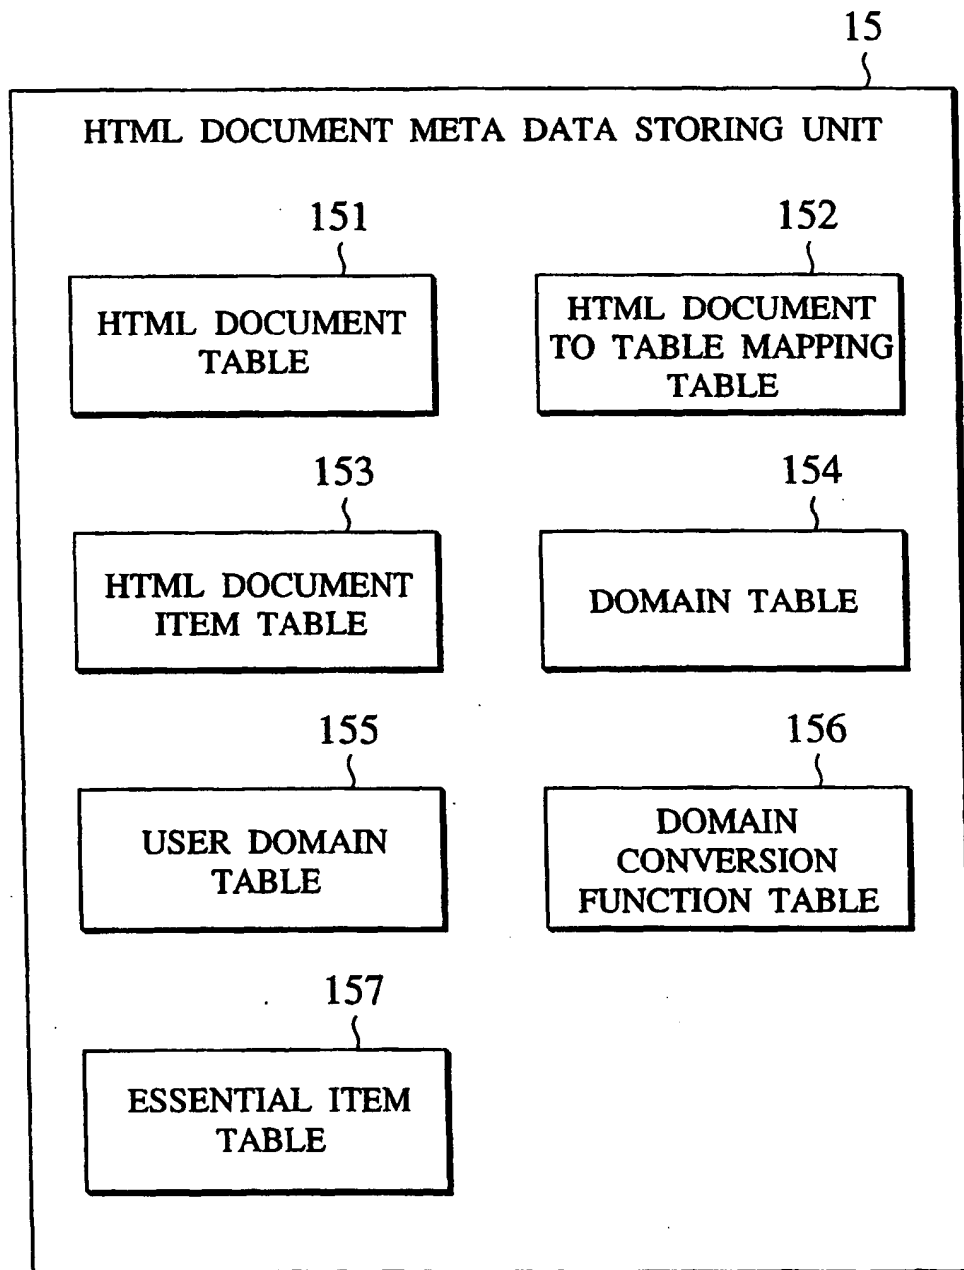 15
HTML DOCUMENT META DATA STORING UNIT
151
HTML DOCUMENT
TABLE
152
HTML DOCUMENT
TO TABLE MAPPING
TABLE
153
HTML DOCUMENT
ITEM TABLE
154
DOMAIN TABLE
155
USER DOMAIN
TABLE
156
DOMAIN
CONVERSION
FUNCTION TABLE
157
ESSENTIAL ITEM
TABLE